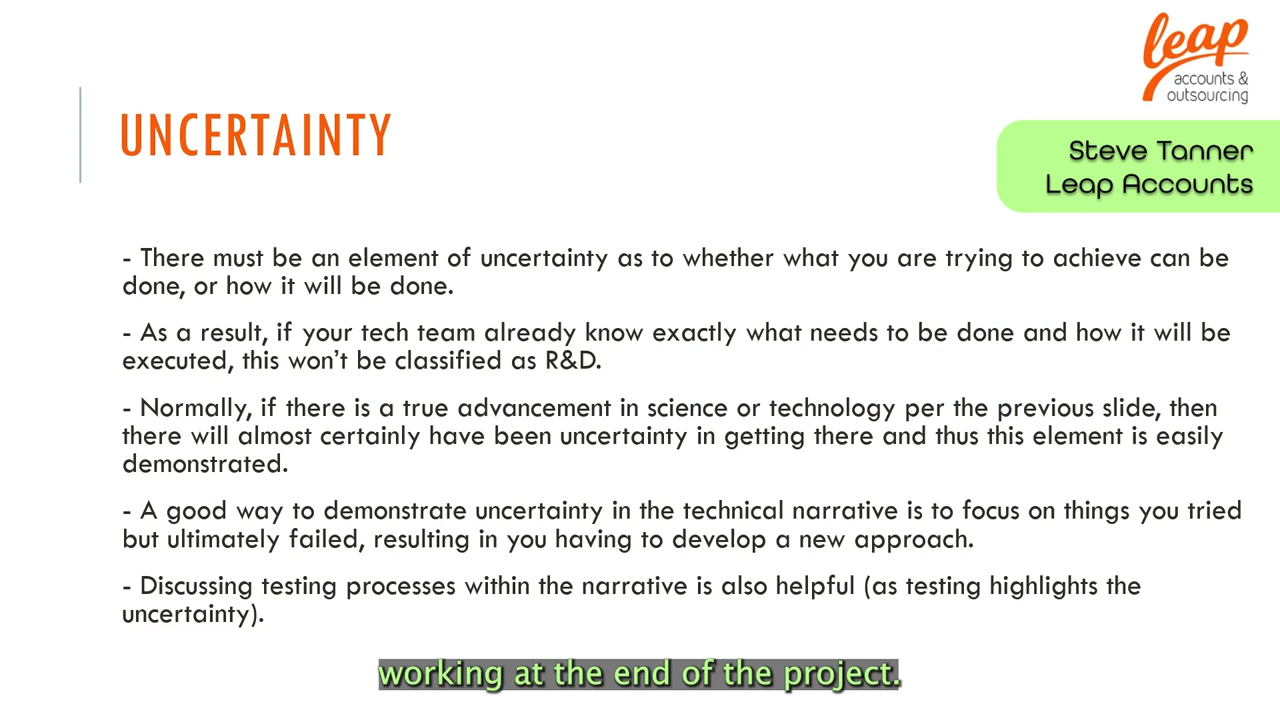 leap
accounts &
outsourcing
UNCERTAINTY
Steve Tanner
Leap Accounts
- There must be an element of uncertainty as to whether what you are trying to achieve can be
done, or how it will be done.
- As a result, if your tech team already know exactly what needs to be done and how it will be
executed, this won't be classified as R&D.
- Normally, if there is a true advancement in science or technology per the previous slide, then
there will almost certainly have been uncertainty in getting there and thus this element is easily
demonstrated.
- A good way to demonstrate uncertainty in the technical narrative is to focus on things you tried
but ultimately failed, resulting in you having to develop a new approach.
- Discussing testing processes within the narrative is also helpful (as testing highlights the
uncertainty).
working at the end of the project.